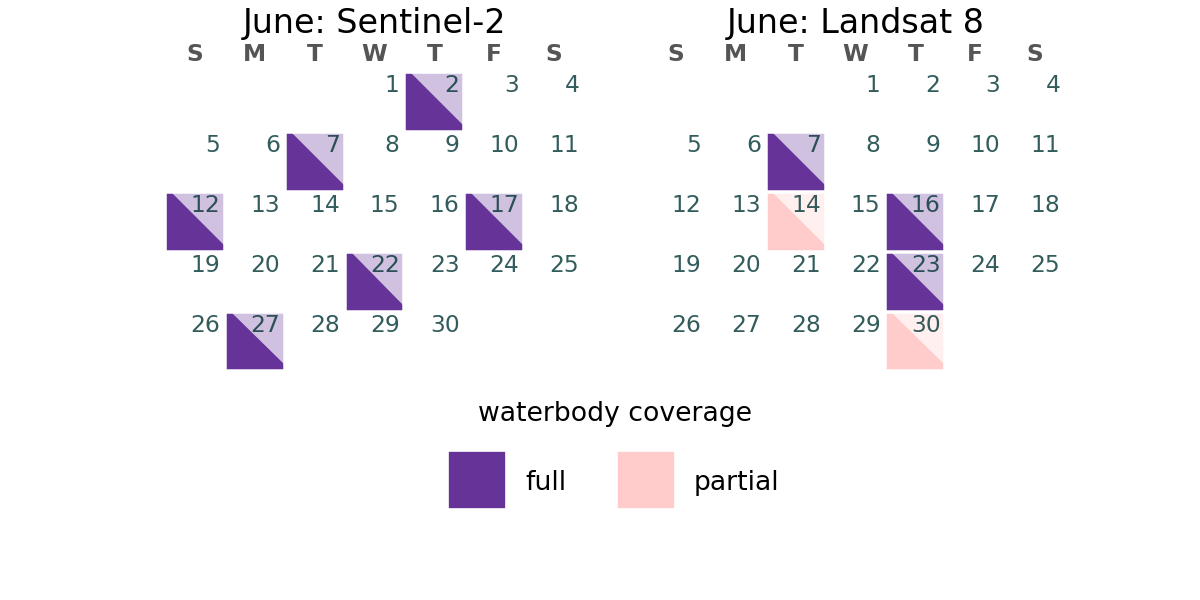 June: Sentinel-2
S M T W T F S
1 2 3 4
5 6 7 8 9 10 11
12 13 14 15 16 17 18
19 20 21 22 23 24 25
26 27 28 29 30
June: Landsat 8
S M T W T F S
1 2 3 4
5 6 7 8 9 10 11
12 13 14 15 16 17 18
19 20 21 22 23 24 25
26 27 28 29 30
waterbody coverage
full partial